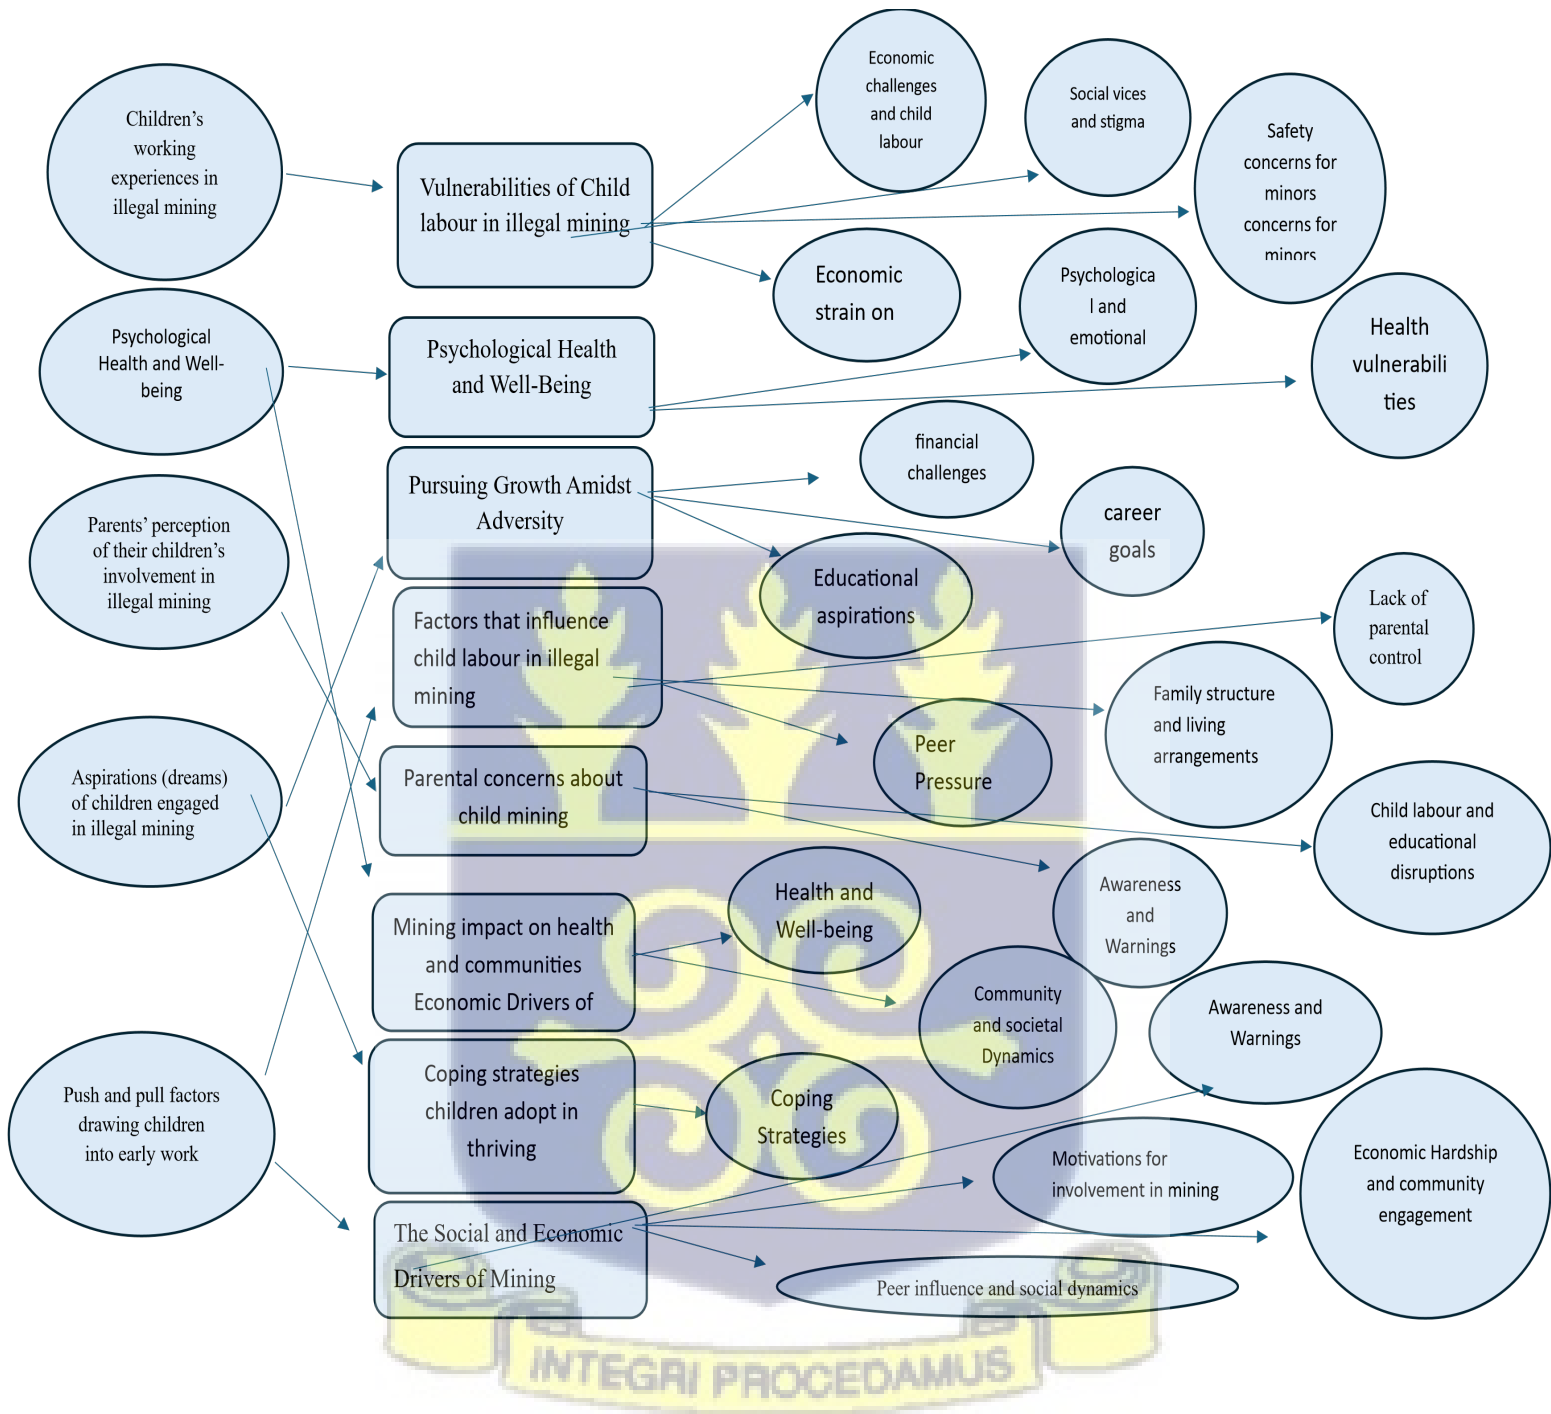 Children’s
working
experiences in
illegal mining
Psychological
Health and Well-
being
Parents’ perception
of their children’s
involvement in
illegal mining
Aspirations (dreams)
of children engaged
in illegal mining
Push and pull factors
drawing children
into early work
Vulnerabilities of Child
labour in illegal mining
Psychological Health
and Well-Being
Pursuing Growth Amidst
Adversity
Factors that influence
child labour in illegal
mining
Parental concerns about
child mining
Mining impact on health
and communities
Economic Drivers of
Coping strategies
children adopt in
thriving
The Social and Economic
Drivers of Mining
Economic
challenges
and child
labour
Social vices
and stigma
Safety
concerns for
minors
concerns for
minors
Economic
strain on
Psychologica
l and
emotional
Health
vulnerabili
ties
financial
challenges
career
goals
Educational
aspirations
Lack of
parental
control
Family structure
and living
arrangements
Peer
Pressure
Child labour and
educational
disruptions
Awareness
and
Warnings
Health and
Well-being
Community
and societal
Dynamics
Awareness and
Warnings
Coping
Strategies
Motivations for
involvement in mining
Economic Hardship
and community
engagement
Peer influence and social dynamics
INTEGRI PROCEDAMUS